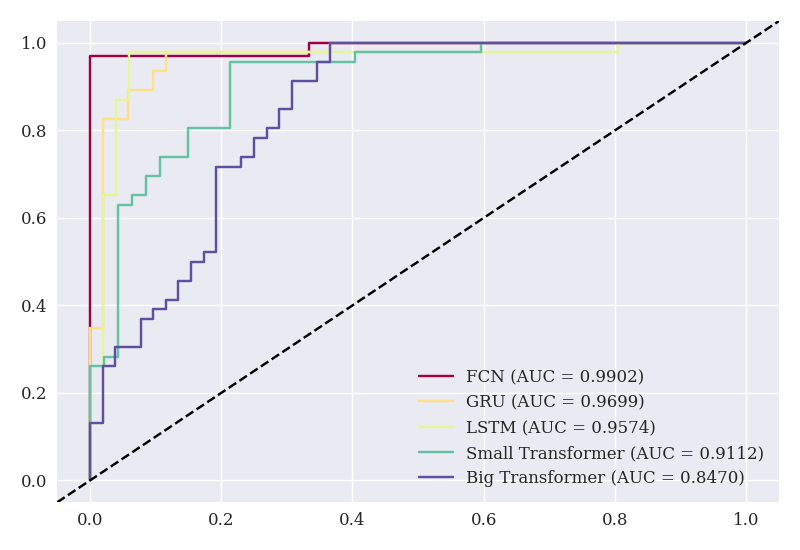 1.0
0.8
0.6
0.4
0.2
0.0
FCN (AUC = 0.9902)
GRU (AUC = 0.9699)
LSTM (AUC = 0.9574)
Small Transformer (AUC = 0.9112)
Big Transformer (AUC = 0.8470)
0.0 0.2 0.4 0.6 0.8 1.0